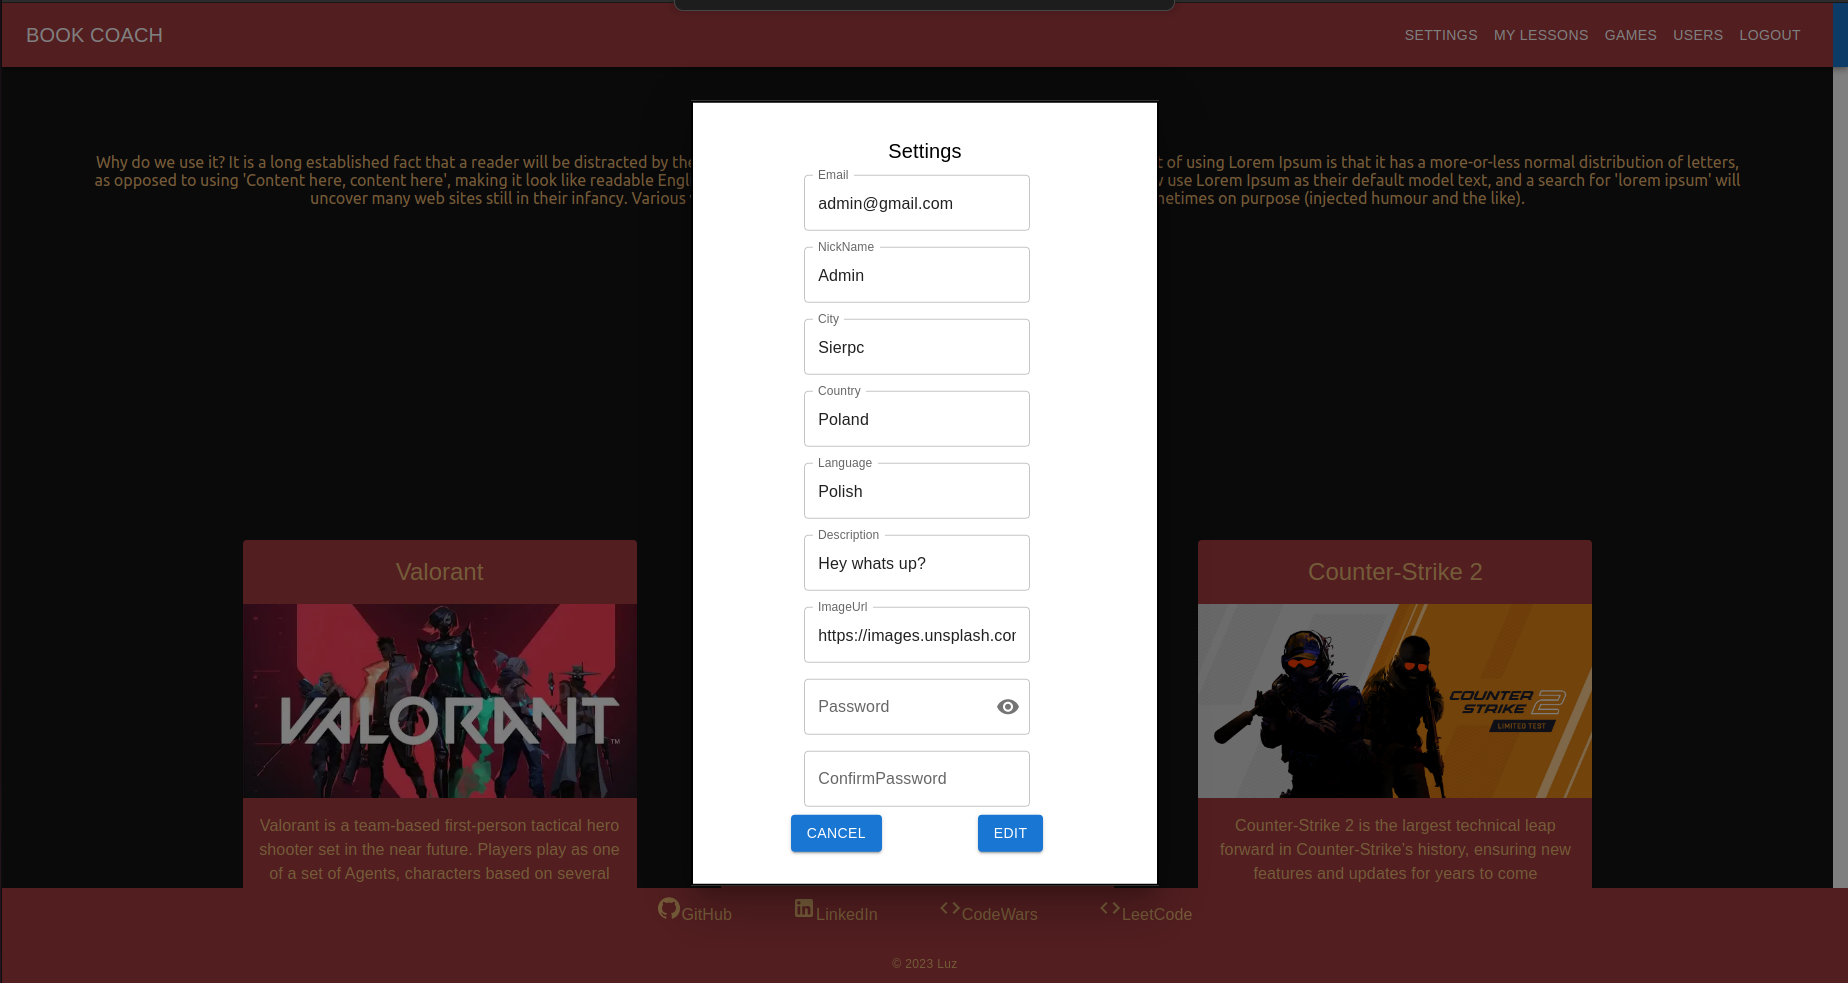 BOOK COACH
SETTINGS MY LESSONS GAMES USERS LOGOUT
Why do we use it? It is a long established fact that a reader will be distracted by the
of using Lorem Ipsum is that it has a more-or-less normal distribution of letters,
as opposed to using 'Content here, content here', making it look like readable Engl
use Lorem Ipsum as their default model text, and a search for 'lorem ipsum' will
uncover many web sites still in their infancy. Various
netimes on purpose (injected humour and the like).
Settings
Email
admin@gmail.com
NickName
Admin
City
Sierpc
Country
Poland
Language
Polish
Description
Hey whats up?
ImageUrl
https://images.unsplash.cor
Password
ConfirmPassword
CANCEL EDIT
Valorant
VALORANT™
Valorant is a team-based first-person tactical hero
shooter set in the near future. Players play as one
of a set of Agents, characters based on several
Counter-Strike 2
COUNTER
STRIKE 2
LIMITED TEST
Counter-Strike 2 is the largest technical leap
forward in Counter-Strike's history, ensuring new
features and updates for years to come
GitHub LinkedIn CodeWars LeetCode
© 2023 Luz